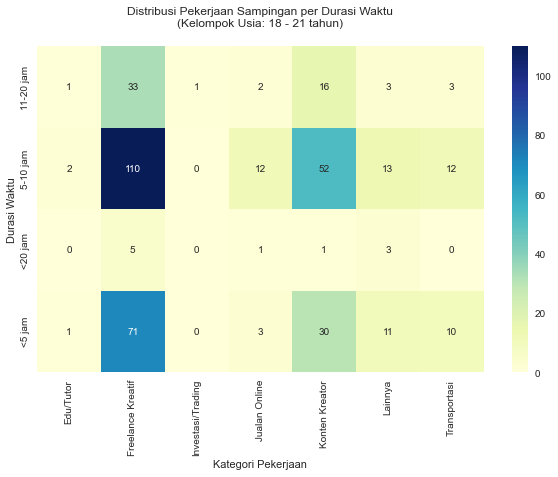 Distribusi Pekerjaan Sampingan per Durasi Waktu
(Kelompok Usia: 18 - 21 tahun)
Durasi Waktu
11-20 jam
1 33 1 2 16 3 3
5-10 jam
2 110 0 12 52 13 12
<20 jam
0 5 0 1 1 3 0
<5 jam
1 71 0 3 30 11 10
Edu/Tutor
Freelance Kreatif
Investasi/Trading
Jualan Online
Konten Kreator
Lainnya
Transportasi
Kategori Pekerjaan
100
80
60
40
20
0